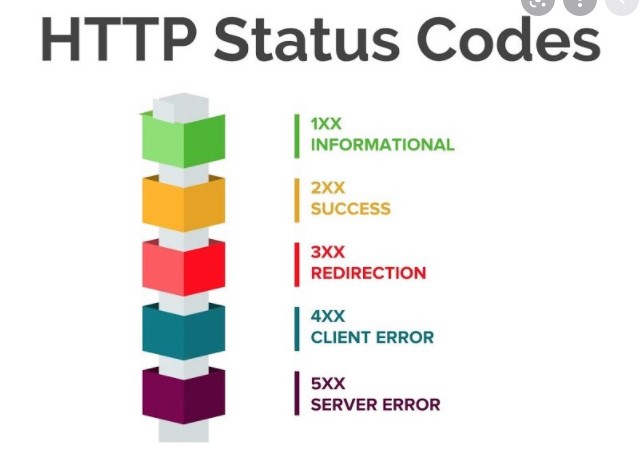 HTTP Status Codes
1XX
INFORMATIONAL
2XX
SUCCESS
3XX
REDIRECTION
4XX
CLIENT ERROR
5XX
SERVER ERROR